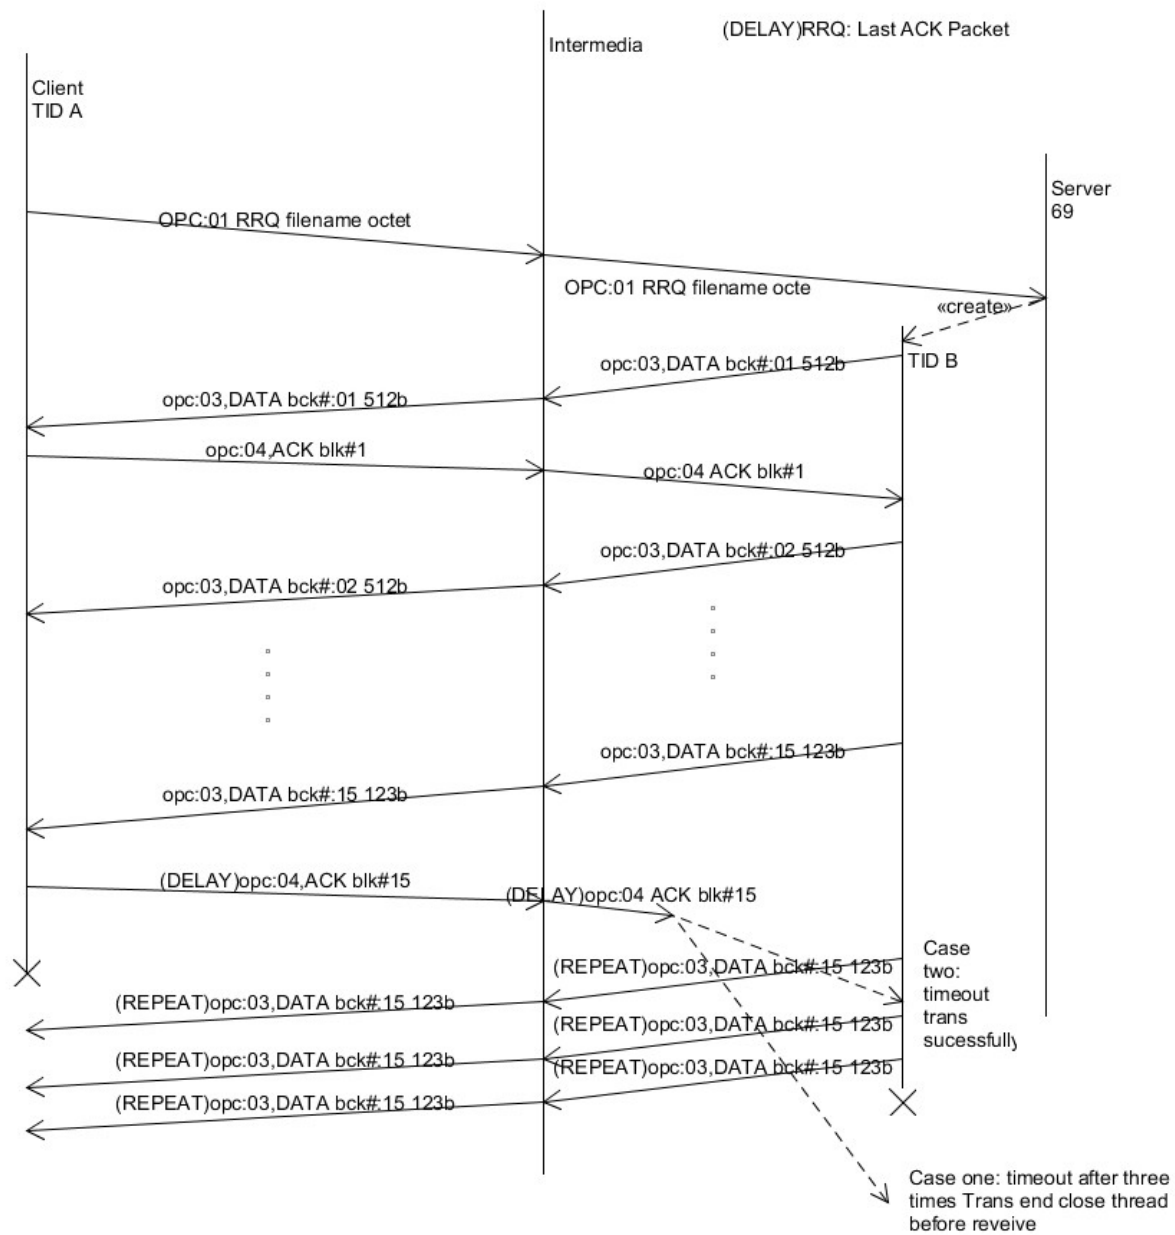 (DELAY)RRQ: Last ACK Packet
Intermedia
Client
TID A
Server
69
OPC:01 RRQ filename octet
OPC:01 RRQ filename octe
«create»
TID B
opc:03,DATA bck#:01 512b
opc:03,DATA bck#:01 512b
opc:04,ACK blk#1
opc:04 ACK blk#1
opc:03,DATA bck#:02 512b
opc:03,DATA bck#:02 512b
opc:03,DATA bck#:15 123b
opc:03,DATA bck#:15 123b
(DELAY)opc:04,ACK blk#15
(DELAY)opc:04 ACK blk#15
Case
two:
timeout
trans
sucessfully
(REPEAT)opc:03,DATA bck#:15 123b
(REPEAT)opc:03,DATA bck#:15 123b
(REPEAT)opc:03,DATA bck#:15 123b
(REPEAT)opc:03,DATA bck#:15 123b
(REPEAT)opc:03,DATA bck#:15 123b
(REPEAT)opc:03,DATA bck#:15 123b
Case one: timeout after three
times Trans end close thread
before reveive